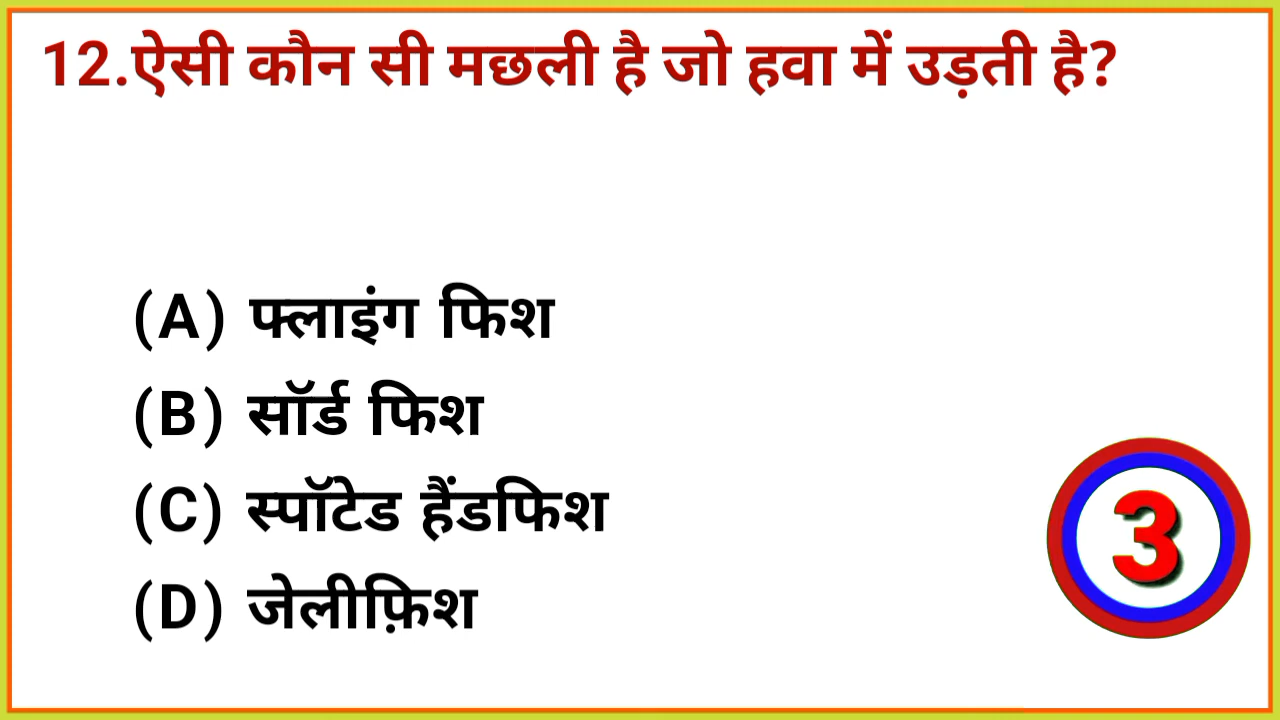 12.ऐसी कौन सी मछली है जो हवा में उड़ती है?
(A) फ्लाइंग फिश
(B) सॉर्ड फिश
(C) स्पॉटेड हैंडफिश
(D) जेलीफ़िश
3